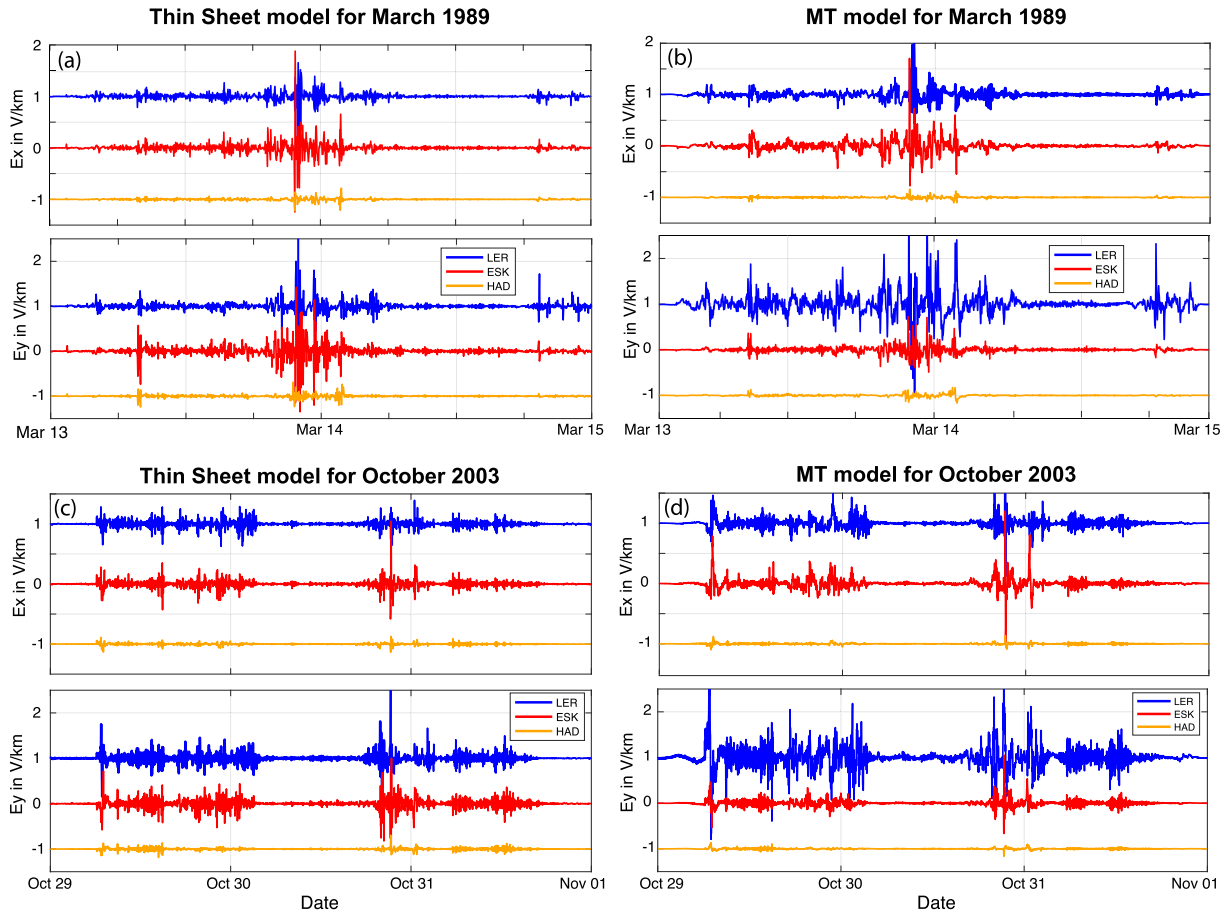 Thin Sheet model for March 1989
MT model for March 1989
(a)
2
1
0
-1
Ex in V/km
(b)
2
1
0
-1
Ex in V/km
2
1
0
-1
Ey in V/km
LER
ESK
HAD
Mar 13
Mar 14
Mar 15
2
1
0
-1
Ey in V/km
LER
ESK
HAD
Mar 13
Mar 14
Mar 15
Thin Sheet model for October 2003
MT model for October 2003
(c)
1
0
-1
Ex in V/km
(d)
1
0
-1
Ex in V/km
2
1
0
-1
Ey in V/km
LER
ESK
HAD
Oct 29
Oct 30
Oct 31
Nov 01
Date
2
1
0
-1
Ey in V/km
LER
ESK
HAD
Oct 29
Oct 30
Oct 31
Nov 01
Date